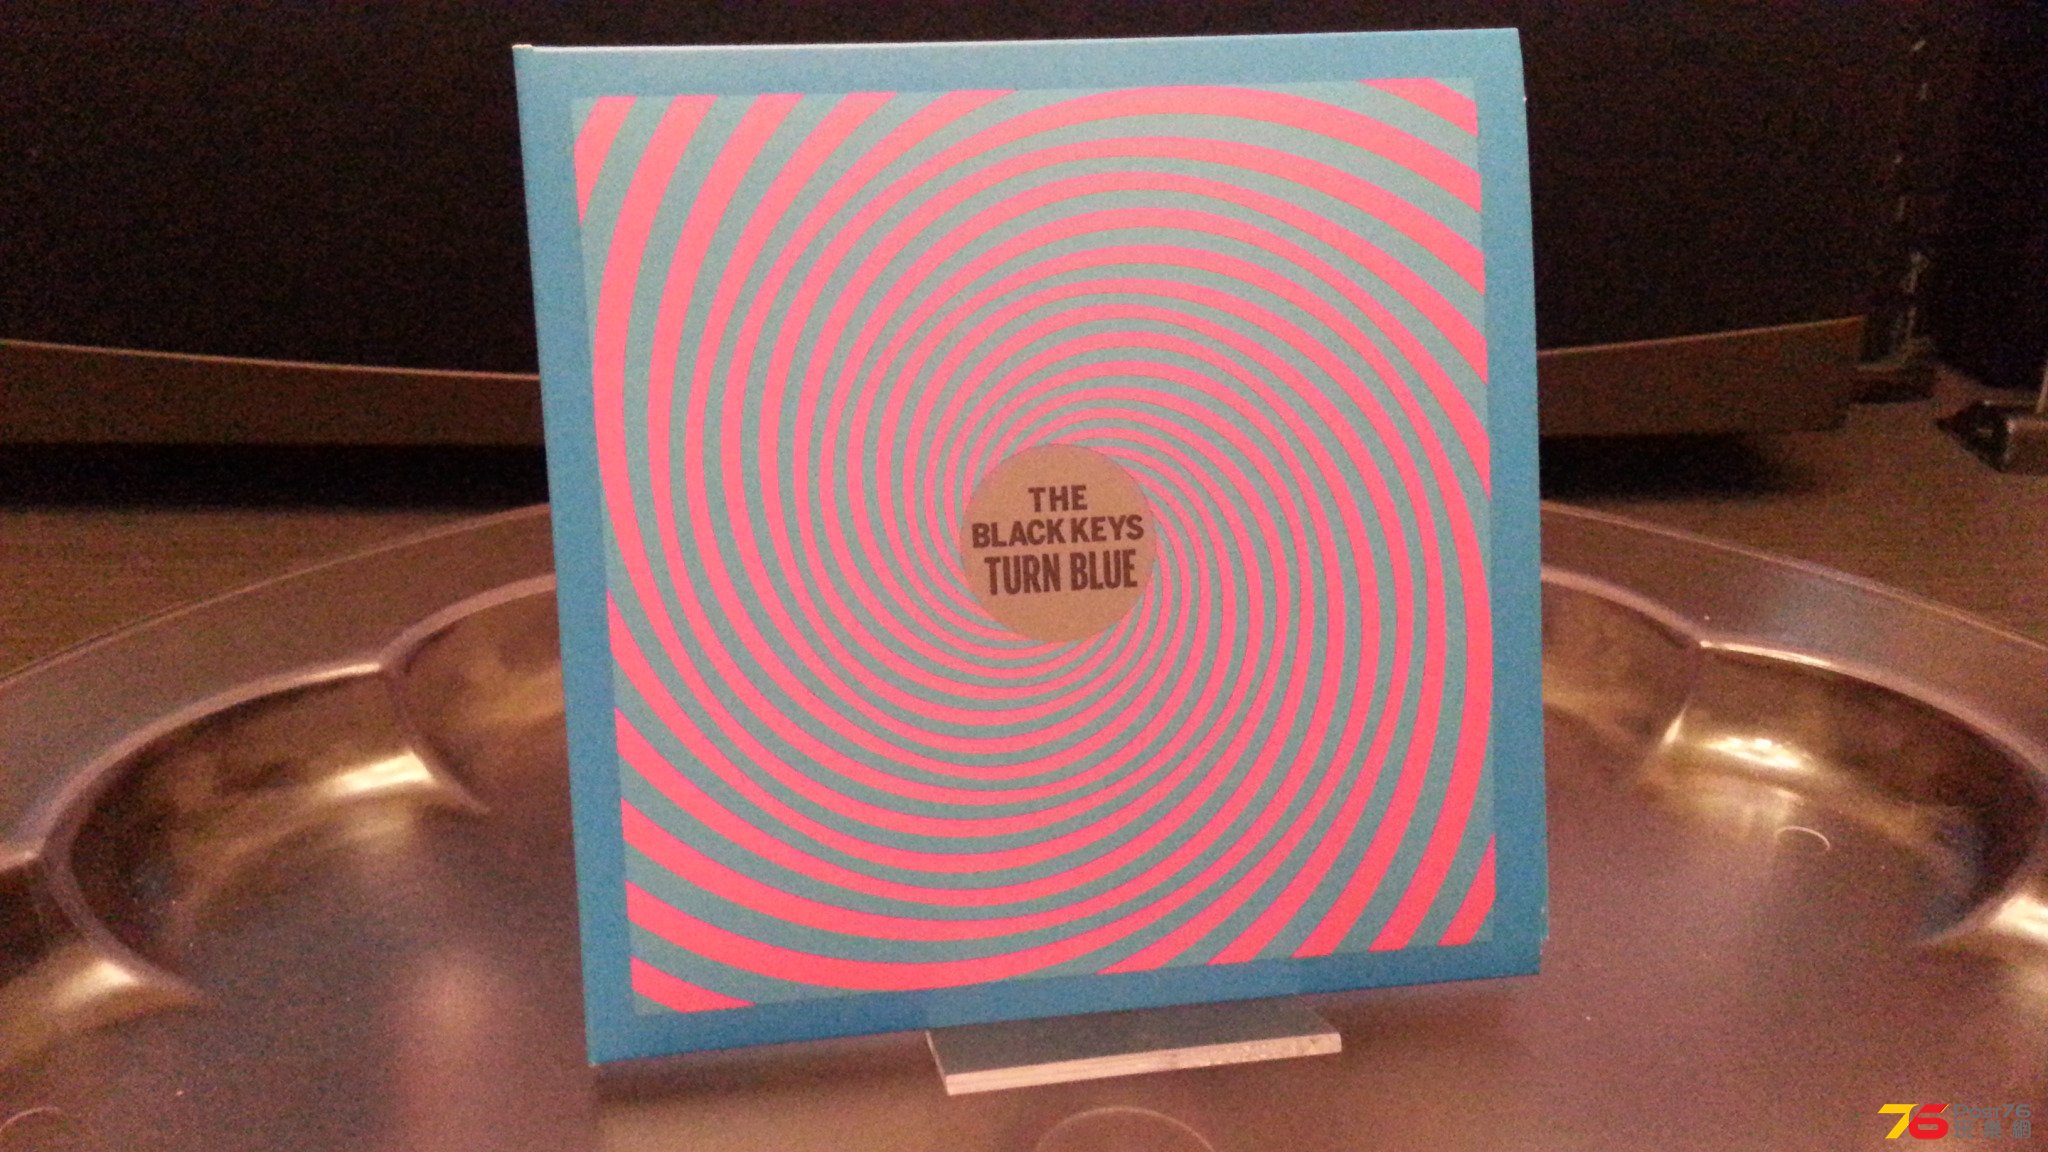 THE
BLACK KEYS
TURN BLUE
76